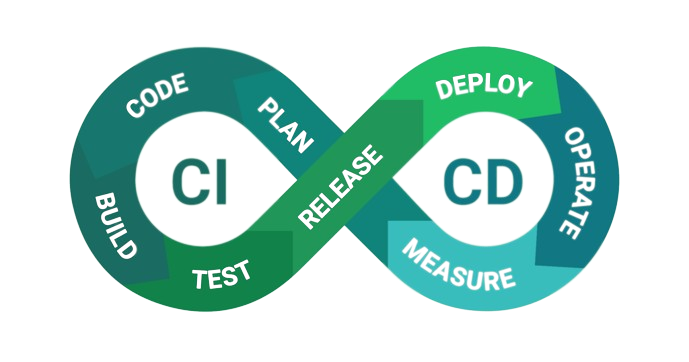 CI
CD
PLAN
CODE
BUILD
TEST
RELEASE
DEPLOY
OPERATE
MEASURE